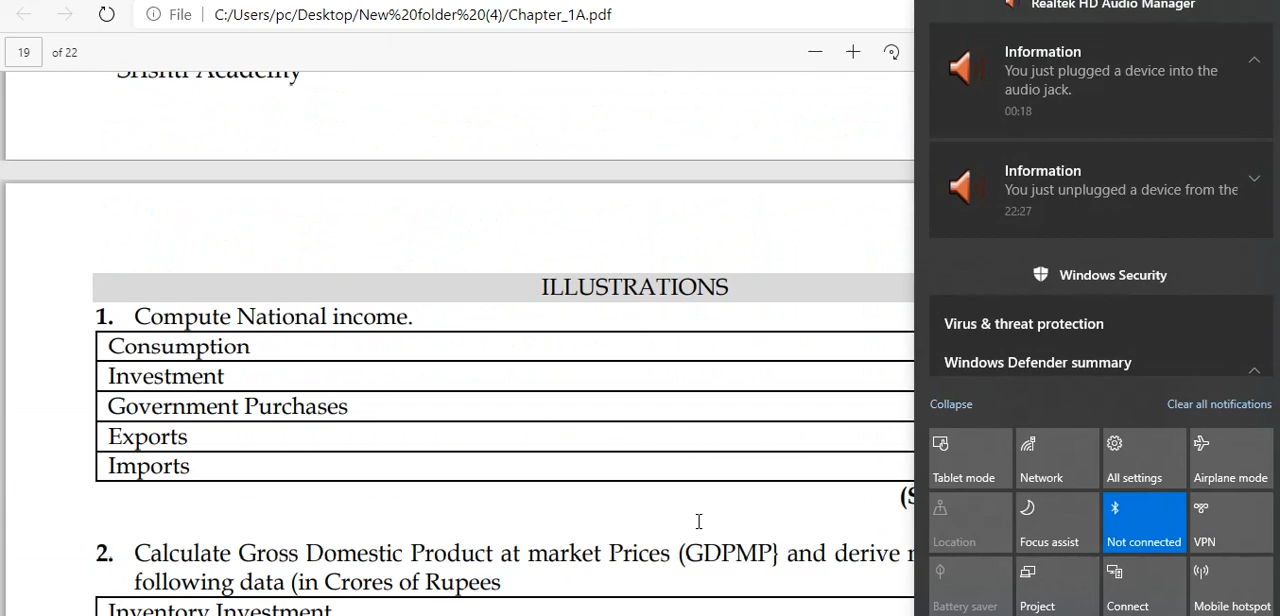 File
C:/Users/pc/Desktop/New%20folder%20(4)/Chapter_1A.pdf
19 of 22
Srishti Academy
ILLUSTRATIONS
1. Compute National income.
Consumption
Investment
Government Purchases
Exports
Imports
(S
2. Calculate Gross Domestic Product at market Prices (GDPMP} and derive
following data (in Crores of Rupees
Inventory Investment
Realtek HD Audio Manager
Information
You just plugged a device into the
audio jack.
00:18
Information
You just unplugged a device from the
22:27
Windows Security
Virus & threat protection
Windows Defender summary
Collapse
Clear all notifications
Tablet mode
Network
All settings
Airplane mode
Location
Focus assist
Not connected
VPN
Battery saver
Project
Connect
Mobile hotspot